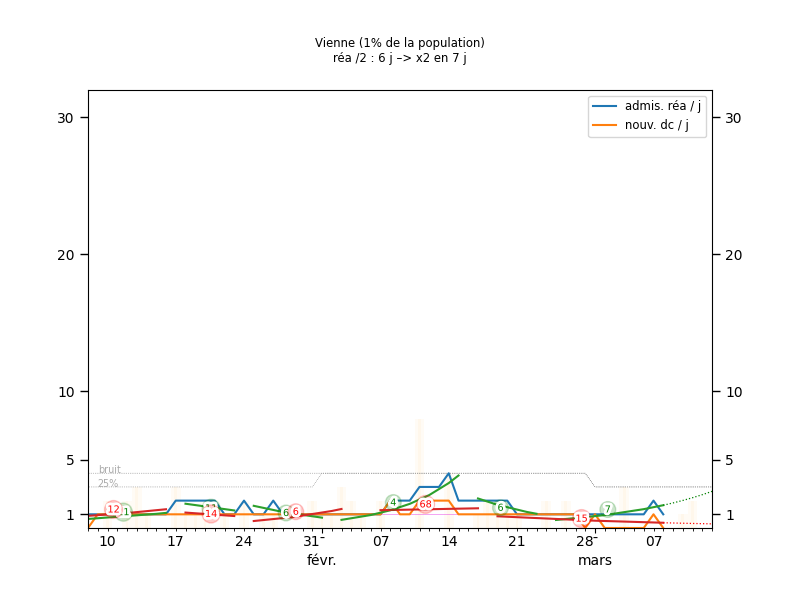 Vienne (1% de la population)
réa /2 : 6 j –> x2 en 7 j
admis. réa / j
nouv. dc / j
30 30
20 20
10 10
5 5
1 1
bruit
25%
12 14 6 6 4 68 6 15 7
10 17 24 31 07 14 21 28 07
févr. mars